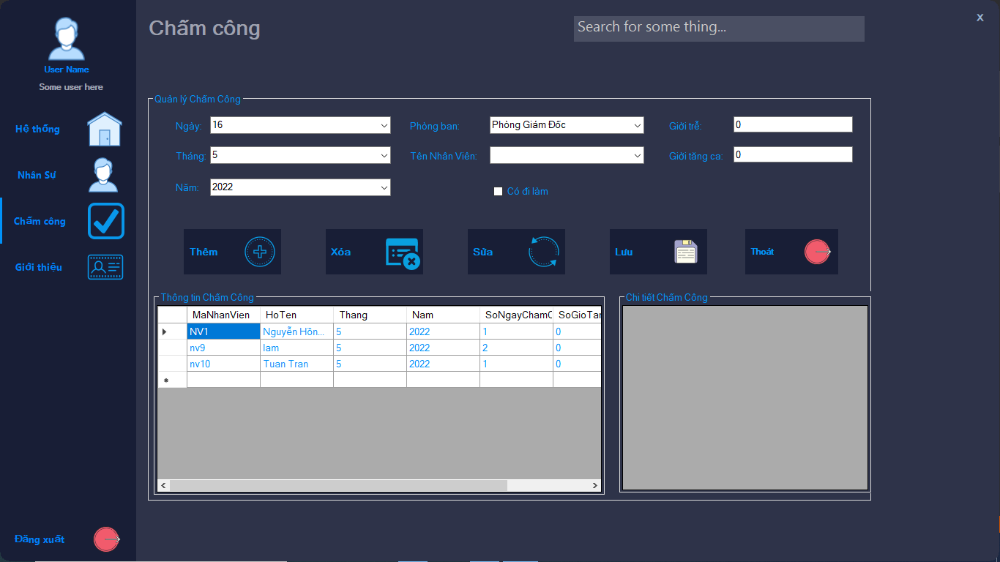 Chấm công
Search for some thing...
x
User Name
Some user here
Hệ thống
Nhân Sự
Chấm công
Giới thiệu
Đăng xuất
Quản lý Chấm Công
Ngày: 16
Phòng ban: Phòng Giám Đốc
Giời trễ: 0
Tháng: 5
Tên Nhân Viên:
Giời tăng ca: 0
Năm: 2022
Có đi làm
Thêm
Xóa
Sửa
Lưu
Thoát
Thông tin Chấm Công
MaNhanVien HoTen Thang Nam SoNgayChamC SoGioTan
NV1 Nguyễn Hồn... 5 2022 1 0
nv9 lam 5 2022 2 0
nv10 Tuan Tran 5 2022 1 0
Chi tiết Chấm Công